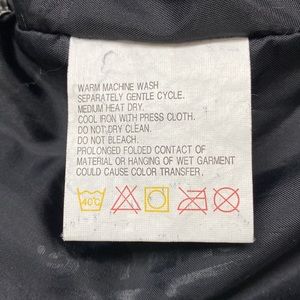 WARM MACHINE WASH
SEPARATELY GENTLE CYCLE.
MEDIUM HEAT DRY.
COOL IRON WITH PRESS CLOTH.
DO NOT DRY CLEAN.
DO NOT BLEACH.
PROLONGED FOLDED CONTACT OF
MATERIAL OR HANGING OF WET GARMENT
COULD CAUSE COLOR TRANSFER.
40°C